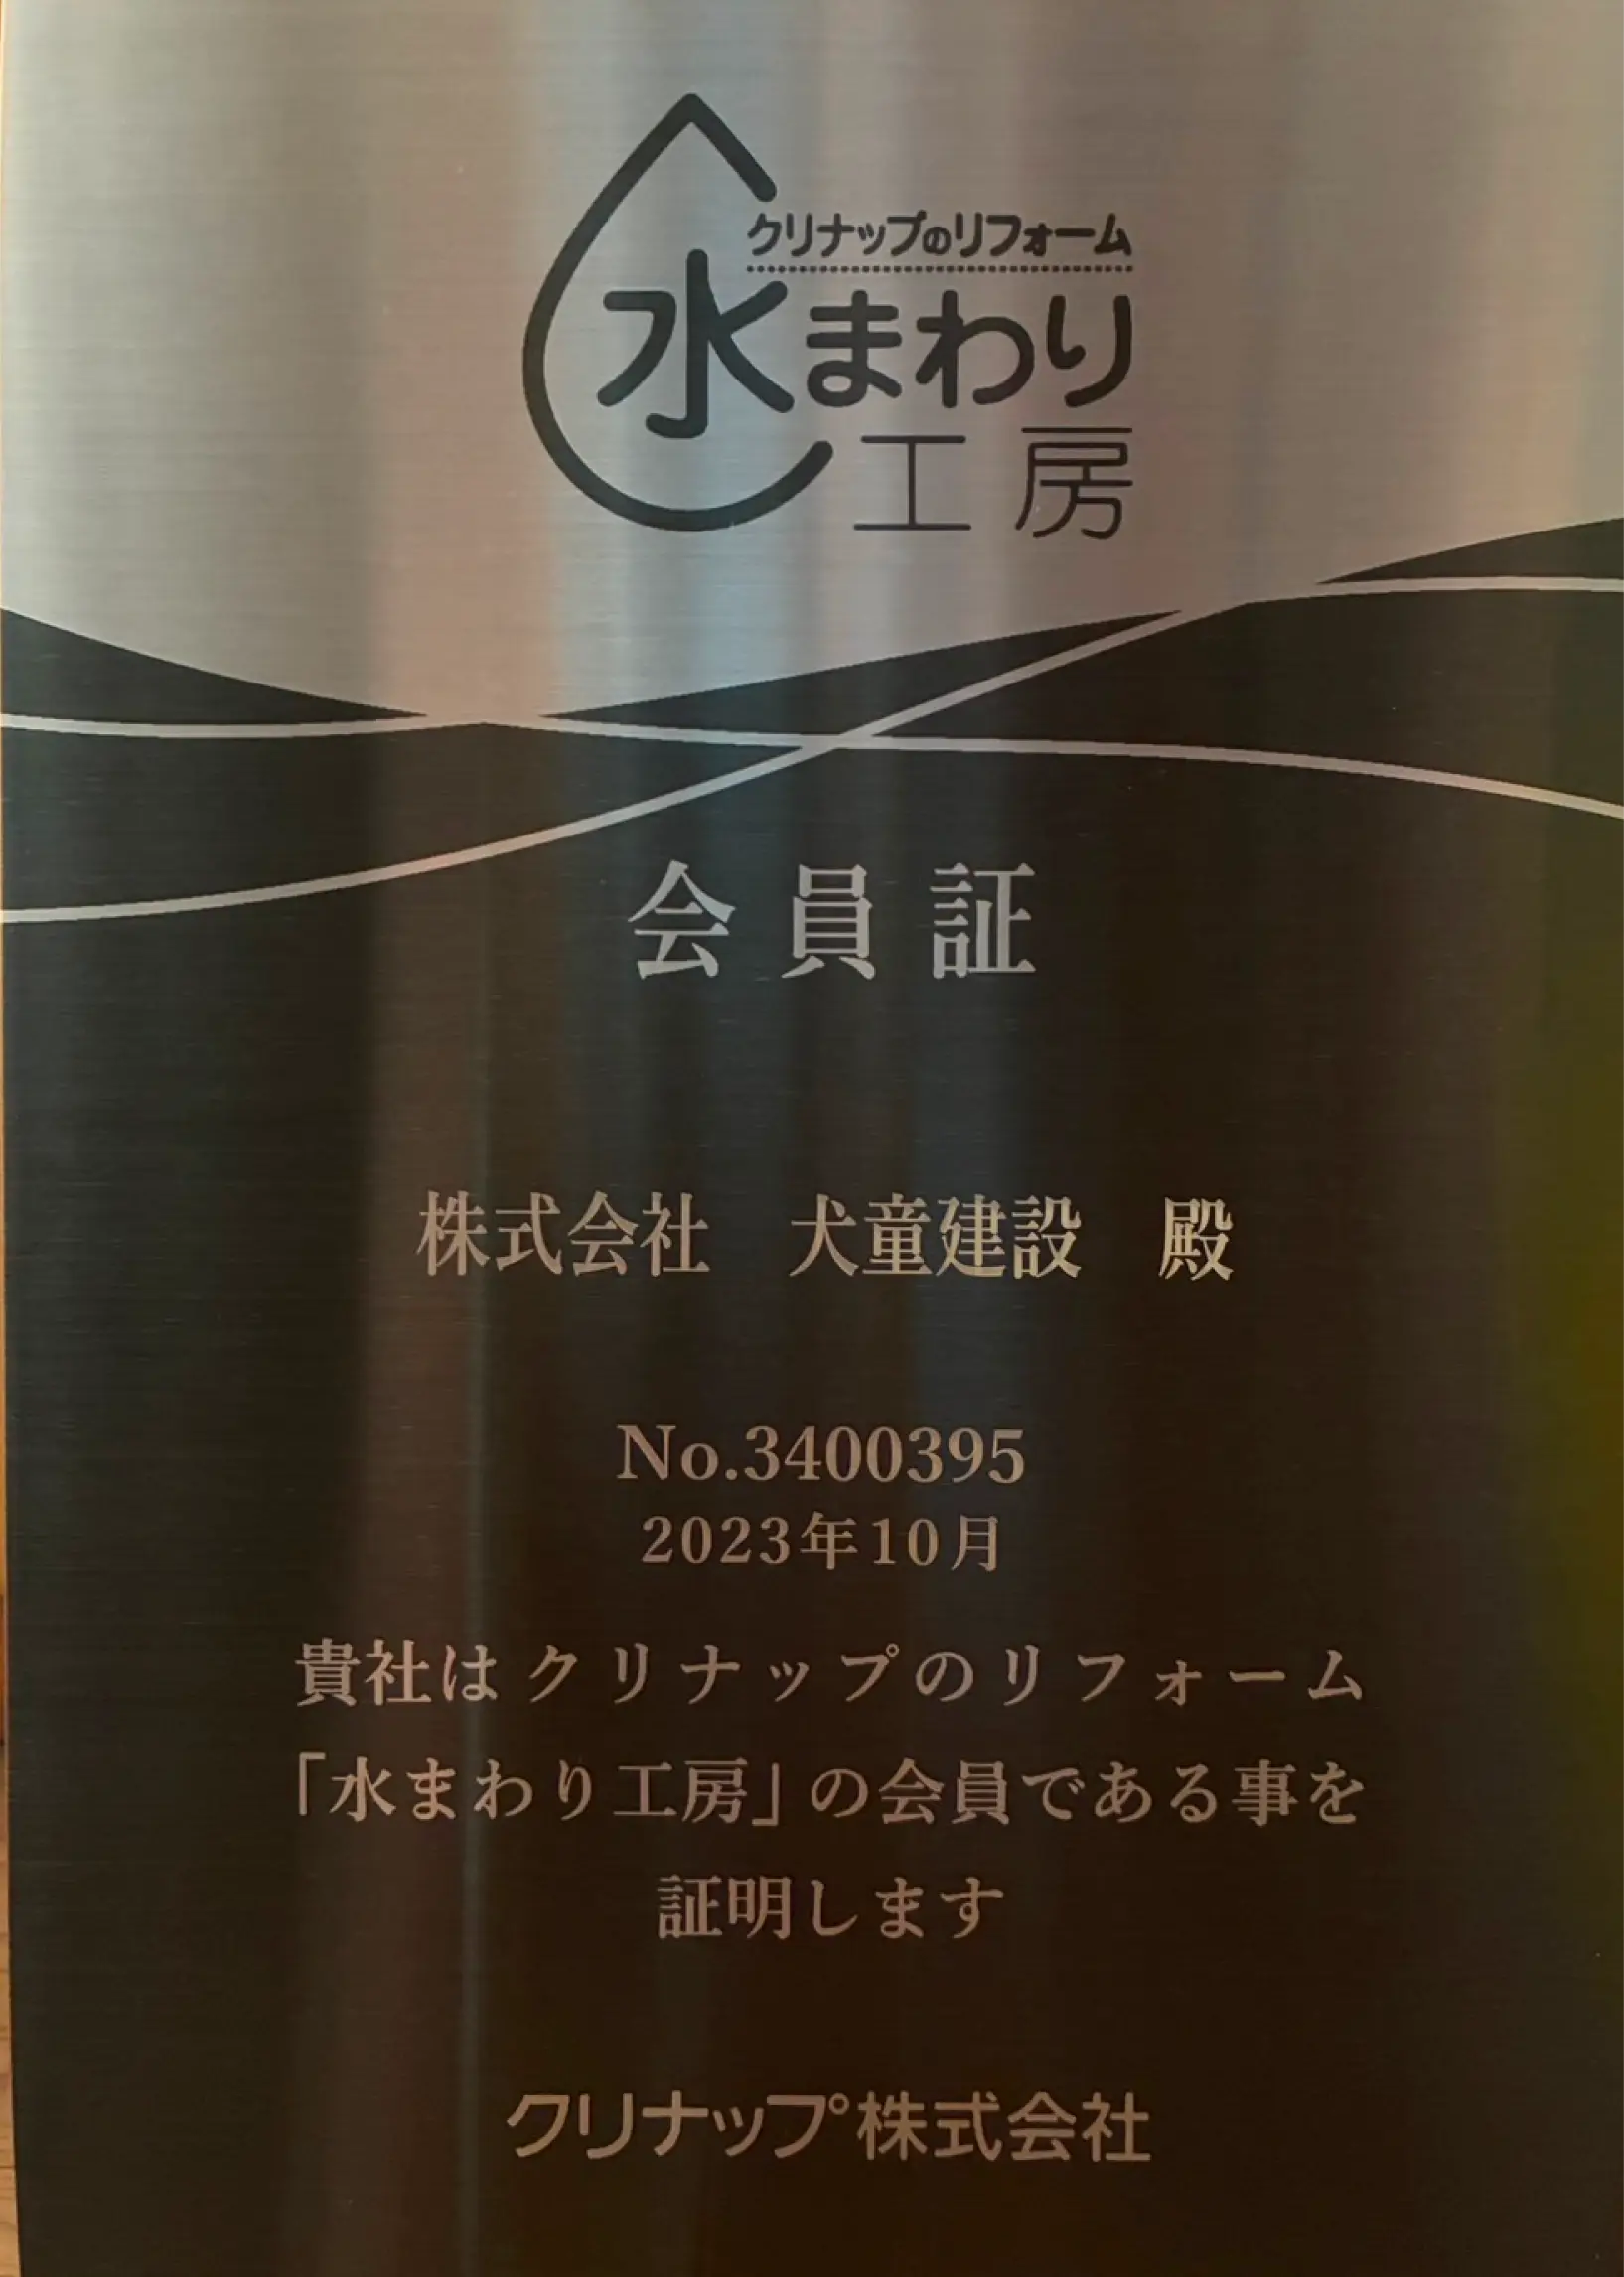 クリナップのリフォーム
水まわり
工房
会員証
株式会社 犬童建設 殿
No.3400395
2023年10月
貴社はクリナップのリフォーム
「水まわり工房」の会員である事を
証明します
クリナップ株式会社